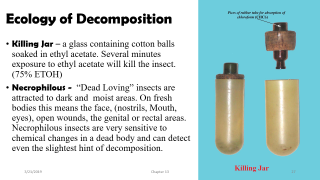 Ecology of Decomposition
• Killing Jar – a glass containing cotton balls
soaked in ethyl acetate. Several minutes
exposure to ethyl acetate will kill the insect.
(75% ETOH)
• Necrophilous - “Dead Loving” insects are
attracted to dark and moist areas. On fresh
bodies this means the face, (nostrils, Mouth,
eyes), open wounds, the genital or rectal areas.
Necrophilous insects are very sensitive to
chemical changes in a dead body and can detect
even the slightest hint of decomposition.
Piece of rubber tube for adsorption of
chloroform (CHCl3)
Killing Jar
Chapter 13